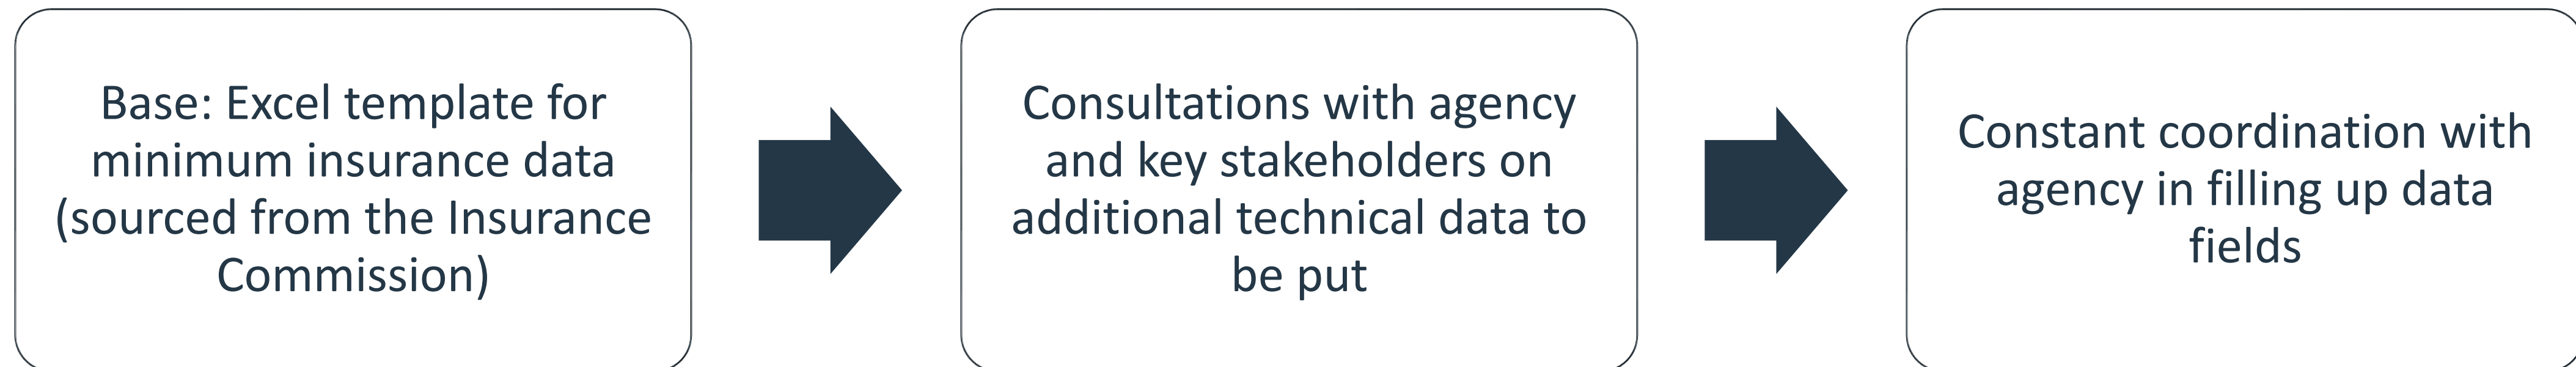 Base: Excel template for
minimum insurance data
(sourced from the Insurance
Commission)
Consultations with agency
and key stakeholders on
additional technical data to
be put
Constant coordination with
agency in filling up data
fields